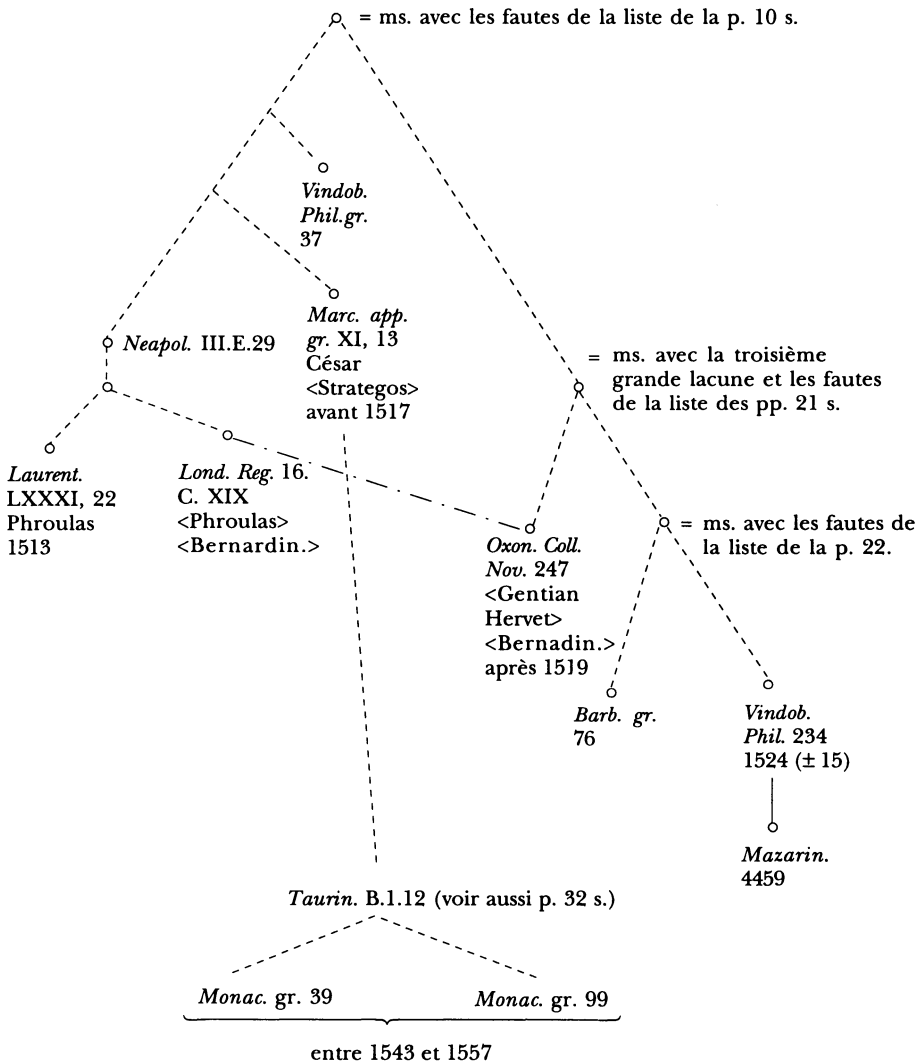 = ms. avec les fautes de la liste de la p. 10 s.
Vindob.
Phil.gr.
37
Marc. app.
gr. XI, 13
César
<Strategos>
avant 1517
Neapol. III.E.29
= ms. avec la troisième
grande lacune et les fautes
de la liste des pp. 21 s.
Laurent.
LXXXI, 22
Phroulas
1513
Lond. Reg. 16.
C. XIX
<Phroulas>
<Bernardin.>
Oxon. Coll.
Nov. 247
<Gentian
Hervet>
<Bernadin.>
après 1519
= ms. avec les fautes de
la liste de la p. 22.
Barb. gr.
76
Vindob.
Phil. 234
1524 (± 15)
Mazarin.
4459
Taurin. B.1.12 (voir aussi p. 32 s.)
Monac. gr. 39
Monac. gr. 99
entre 1543 et 1557